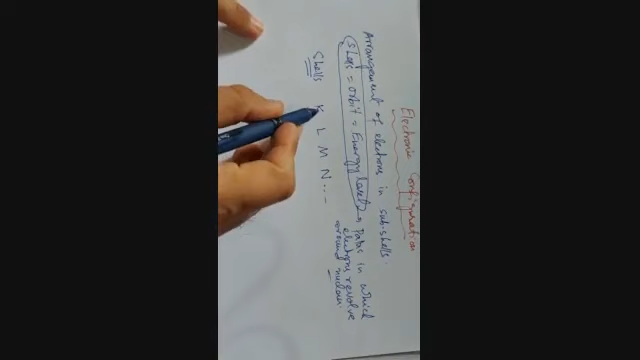 Electronic Configuration
Arrangement of electrons in sub-shells.
(shells = orbit = Energy level) Paths in which
electrons revolve
around nucleus.
Shells K L M N...